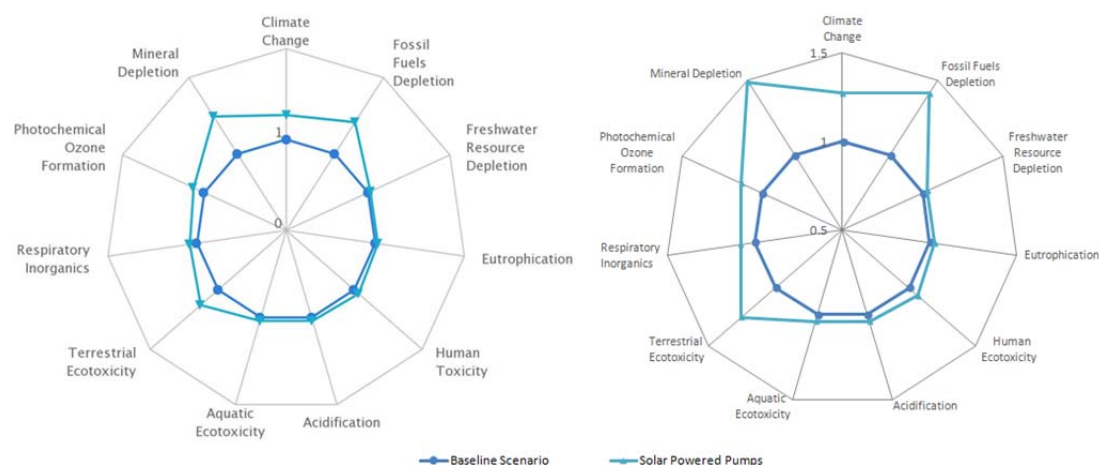 Climate
Change
Fossil
Fuels
Depletion
Freshwater
Resource
Depletion
Eutrophication
Human
Toxicity
Acidification
Aquatic
Ecotoxicity
Terrestrial
Ecotoxicity
Respiratory
Inorganics
Photochemical
Ozone
Formation
Mineral
Depletion
1
0
Climate
Change
1.5
Fossil Fuels
Depletion
Freshwater
Resource
Depletion
Eutrophication
Human
Ecotoxicity
Acidification
Aquatic
Ecotoxicity
Terrestrial
Ecotoxicity
Respiratory
Inorganics
Photochemical
Ozone
Formation
Mineral Depletion
1
0.5
Baseline Scenario
Solar Powered Pumps